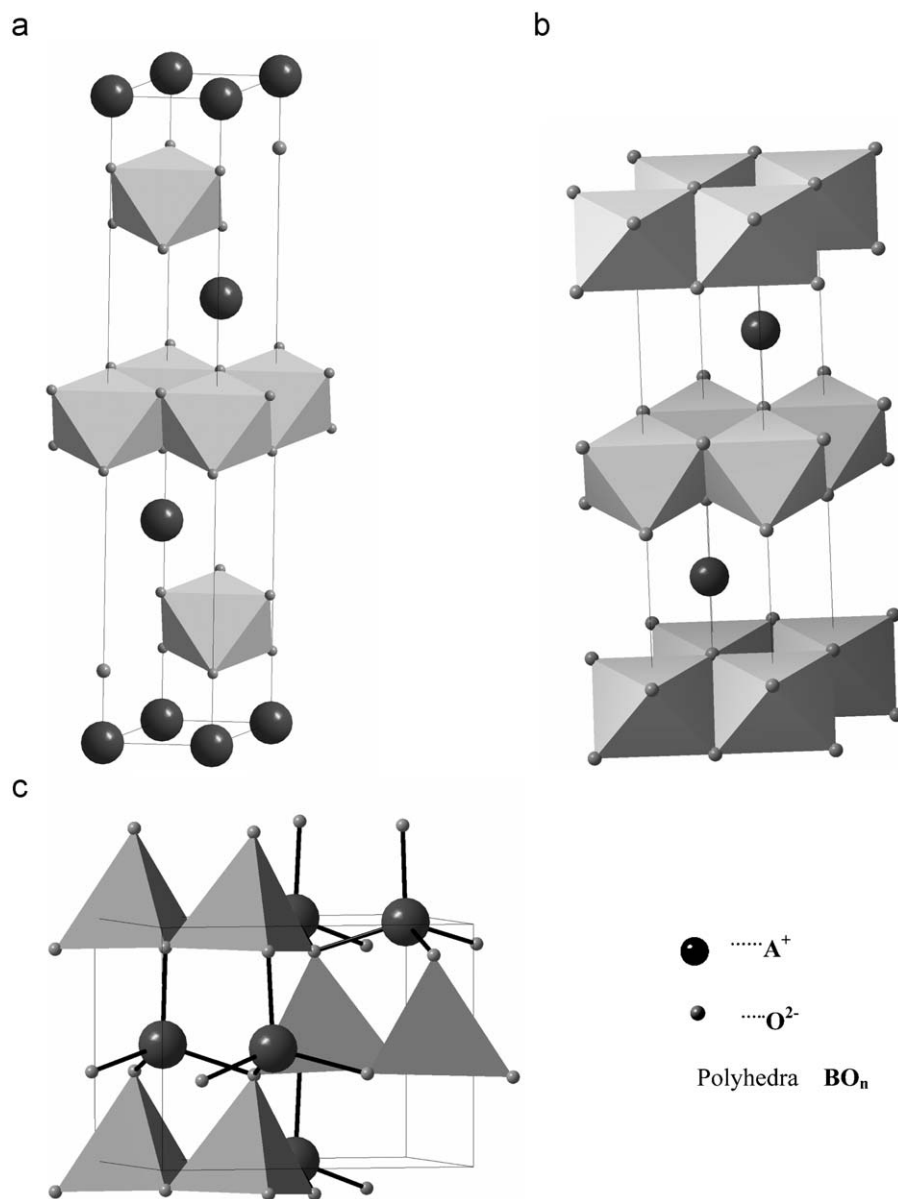 a
b
c
......A⁺
.....O²⁻
Polyhedra BOₙ